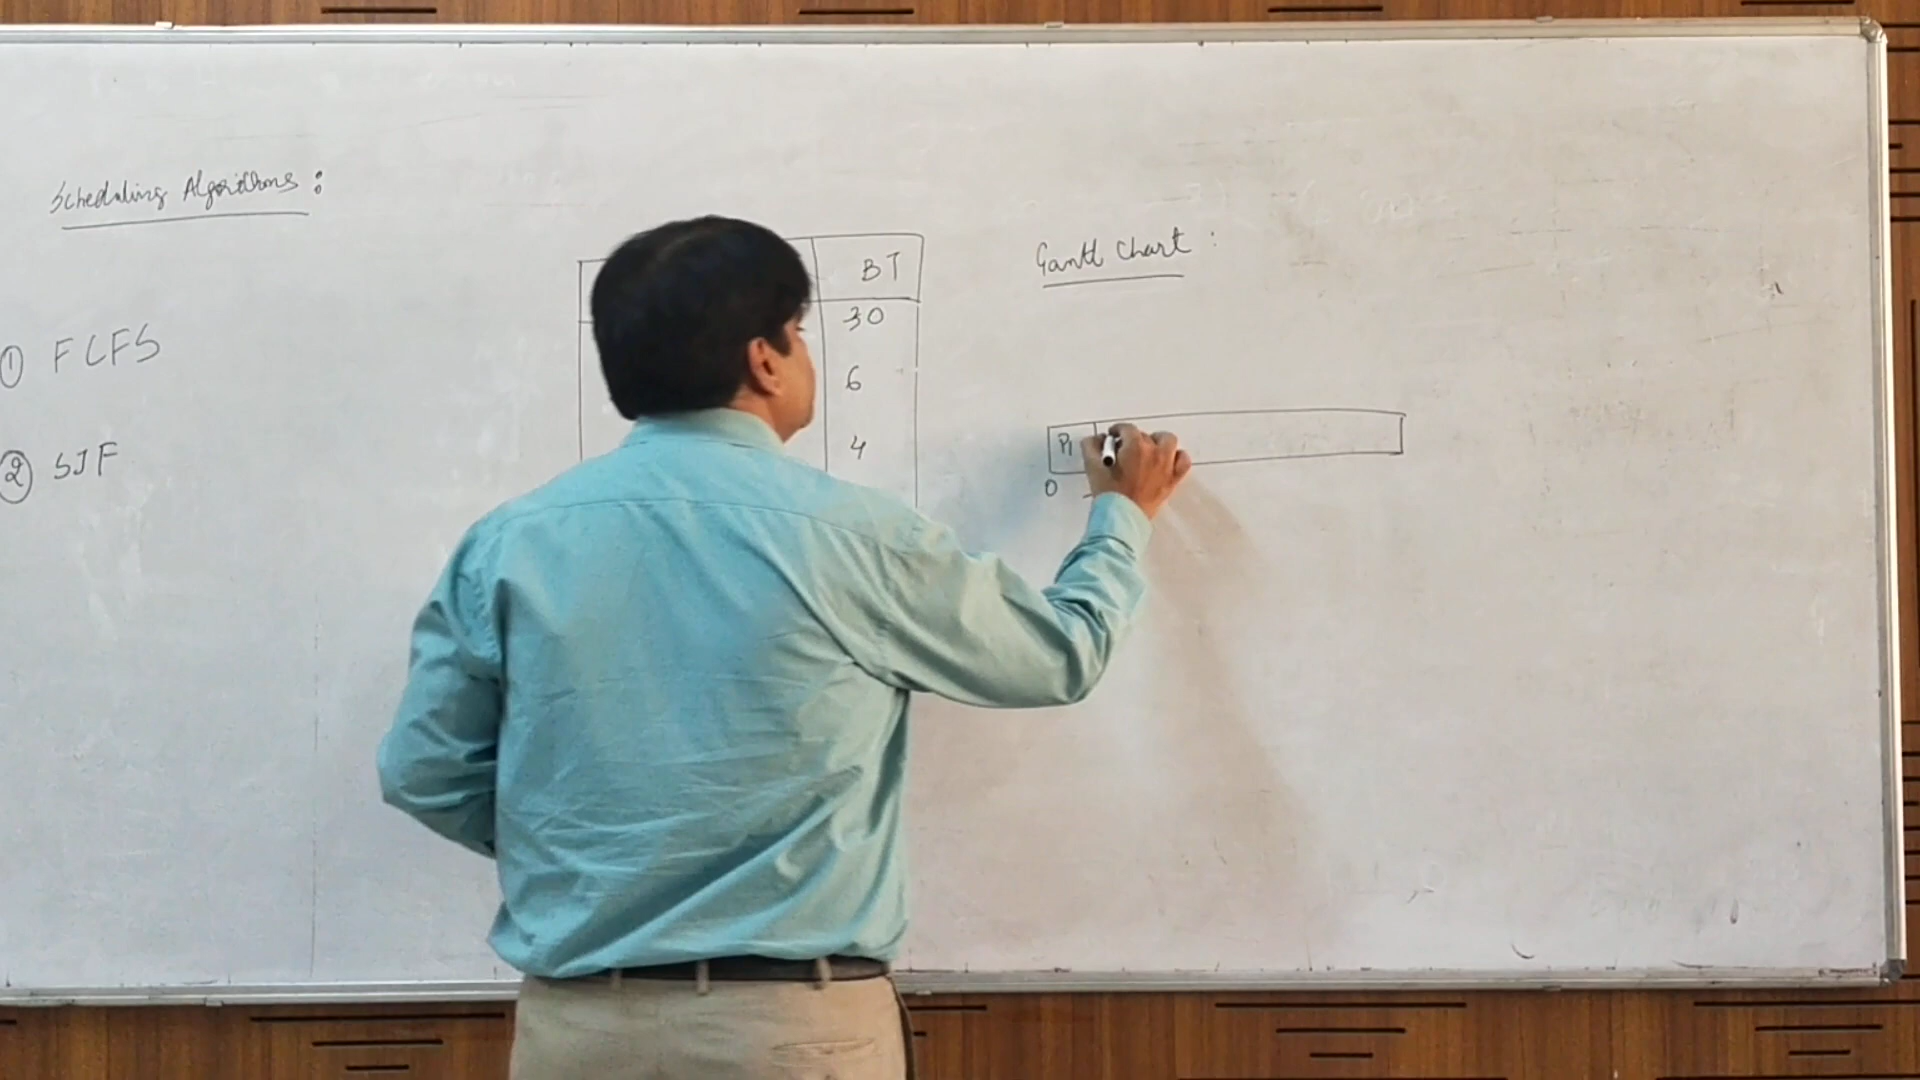 Scheduling Algorithms :
① FCFS
② SJF
BT
30
6
4
Gantt Chart :
P1
0